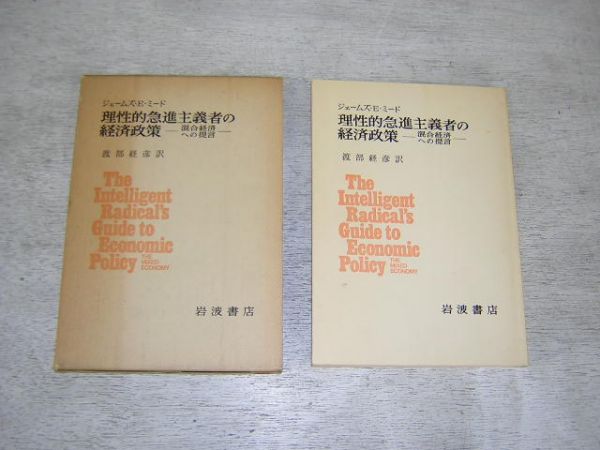 ジェームズ・E・ミード
理性的急進主義者の
経済政策―混合経済への提言―
渡部経彦訳
The
Intelligent
Radical's
Guide to
Economic
Policy
THE
MIXED
ECONOMY
岩波書店
ジェームズ・E・ミード
理性的急進主義者の
経済政策―混合経済への提言―
渡部経彦訳
The
Intelligent
Radical's
Guide to
Economic
Policy
THE
MIXED
ECONOMY
岩波書店